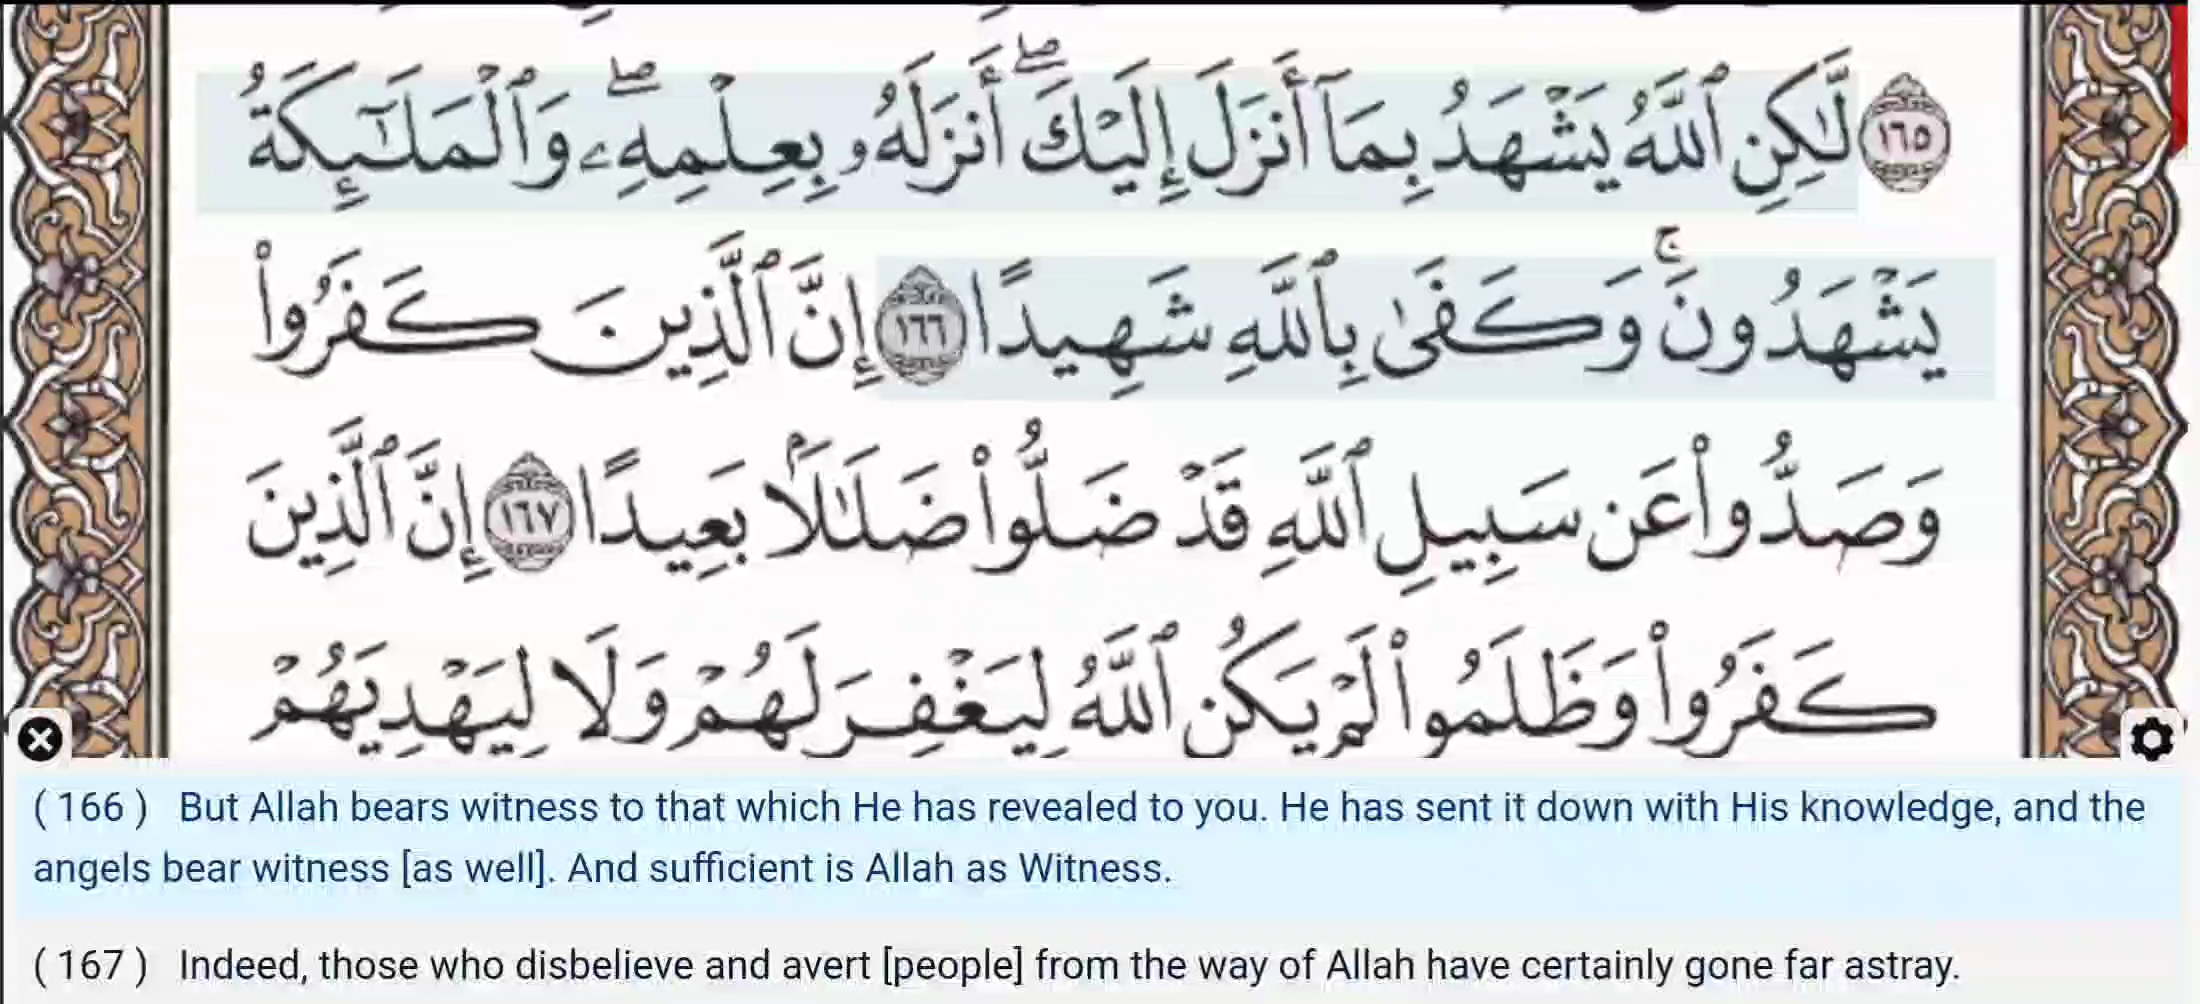 ١٦٥ لَّٰكِنِ ٱللَّهُ يَشْهَدُ بِمَآ أَنزَلَ إِلَيْكَ ۖ أَنزَلَهُۥ بِعِلْمِهِۦ ۖ وَٱلْمَلَٰٓئِكَةُ
يَشْهَدُونَ ۚ وَكَفَىٰ بِٱللَّهِ شَهِيدًا ١٦٦ إِنَّ ٱلَّذِينَ كَفَرُوا۟
وَصَدُّوا۟ عَن سَبِيلِ ٱللَّهِ قَدْ ضَلُّوا۟ ضَلَٰلًۢا بَعِيدًا ١٦٧ إِنَّ ٱلَّذِينَ
كَفَرُوا۟ وَظَلَمُوا۟ لَمْ يَكُنِ ٱللَّهُ لِيَغْفِرَ لَهُمْ وَلَا لِيَهْدِيَهُمْ
( 166 ) But Allah bears witness to that which He has revealed to you. He has sent it down with His knowledge, and the
angels bear witness [as well]. And sufficient is Allah as Witness.
( 167 ) Indeed, those who disbelieve and avert [people] from the way of Allah have certainly gone far astray.